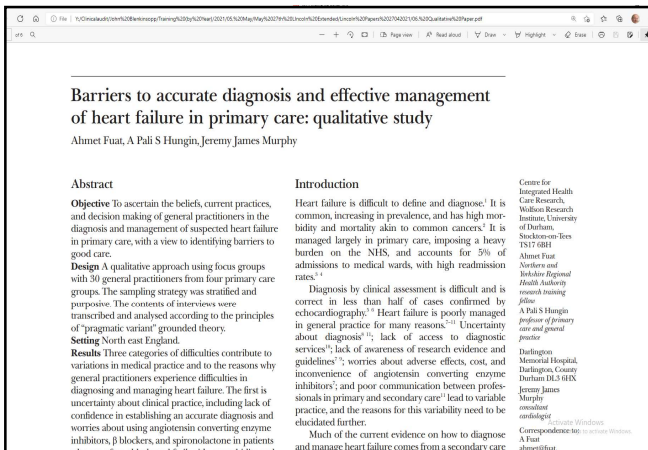 File
of 6
Page view
Read aloud
Draw
Highlight
Erase
Barriers to accurate diagnosis and effective management
of heart failure in primary care: qualitative study
Ahmet Fuat, A Pali S Hungin, Jeremy James Murphy
Abstract
Objective To ascertain the beliefs, current practices,
and decision making of general practitioners in the
diagnosis and management of suspected heart failure
in primary care, with a view to identifying barriers to
good care.
Design A qualitative approach using focus groups
with 30 general practitioners from four primary care
groups. The sampling strategy was stratified and
purposive. The contents of interviews were
transcribed and analysed according to the principles
of "pragmatic variant" grounded theory.
Setting North east England.
Results Three categories of difficulties contribute to
variations in medical practice and to the reasons why
general practitioners experience difficulties in
diagnosing and managing heart failure. The first is
uncertainty about clinical practice, including lack of
confidence in establishing an accurate diagnosis and
worries about using angiotensin converting enzyme
inhibitors, β blockers, and spironolactone in patients
Introduction
Heart failure is difficult to define and diagnose.1 It is
common, increasing in prevalence, and has high mor-
bidity and mortality akin to common cancers.2 It is
managed largely in primary care, imposing a heavy
burden on the NHS, and accounts for 5% of
admissions to medical wards, with high readmission
rates.3 4
Diagnosis by clinical assessment is difficult and is
correct in less than half of cases confirmed by
echocardiography.5 6 Heart failure is poorly managed
in general practice for many reasons.7-11 Uncertainty
about diagnosis8 11; lack of access to diagnostic
services10; lack of awareness of research evidence and
guidelines7 9; worries about adverse effects, cost, and
inconvenience of angiotensin converting enzyme
inhibitors7; and poor communication between profes-
sionals in primary and secondary care11 lead to variable
practice, and the reasons for this variability need to be
elucidated further.
Much of the current evidence on how to diagnose
and manage heart failure comes from a secondary care
Centre for
Integrated Health
Care Research,
Wolfson Research
Institute, University
of Durham,
Stockton-on-Tees
TS17 6BH
Ahmet Fuat
Northern and
Yorkshire Regional
Health Authority
research training
fellow
A Pali S Hungin
professor of primary
care and general
practice
Darlington
Memorial Hospital,
Darlington, County
Durham DL3 6HX
Jeremy James
Murphy
consultant
cardiologist
Activate Windows
Correspondence to:
to activate Windows.
A Fuat
ahmet@fuat.